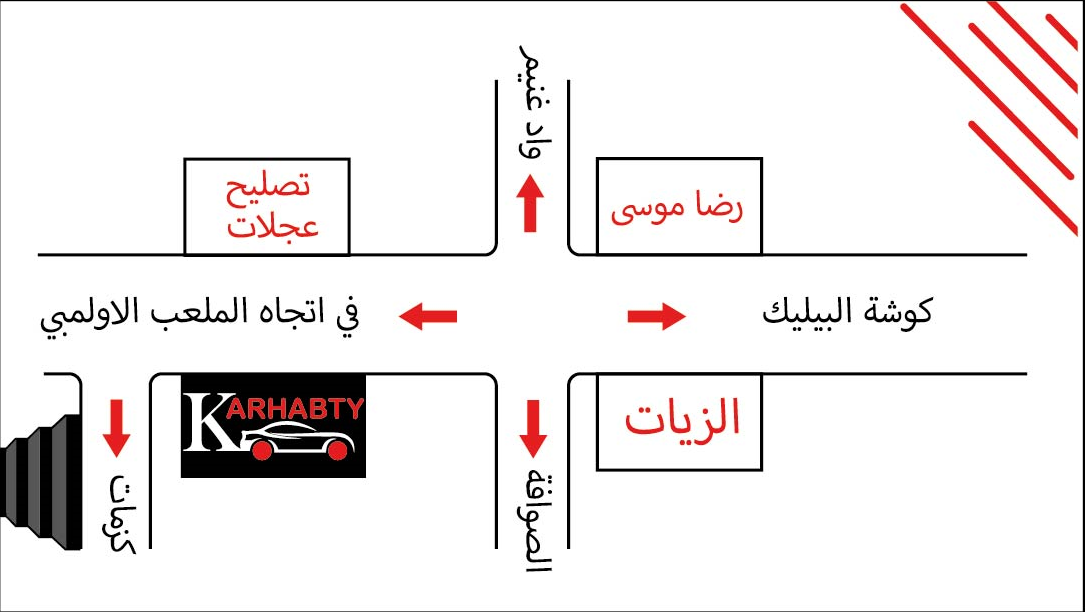 واد غنيم
تصليح
عجلات
رضا موسى
في اتجاه الملعب الاولمبي
كوشة البيليك
KARHABTY
الزيات
كزمات
الصوافة